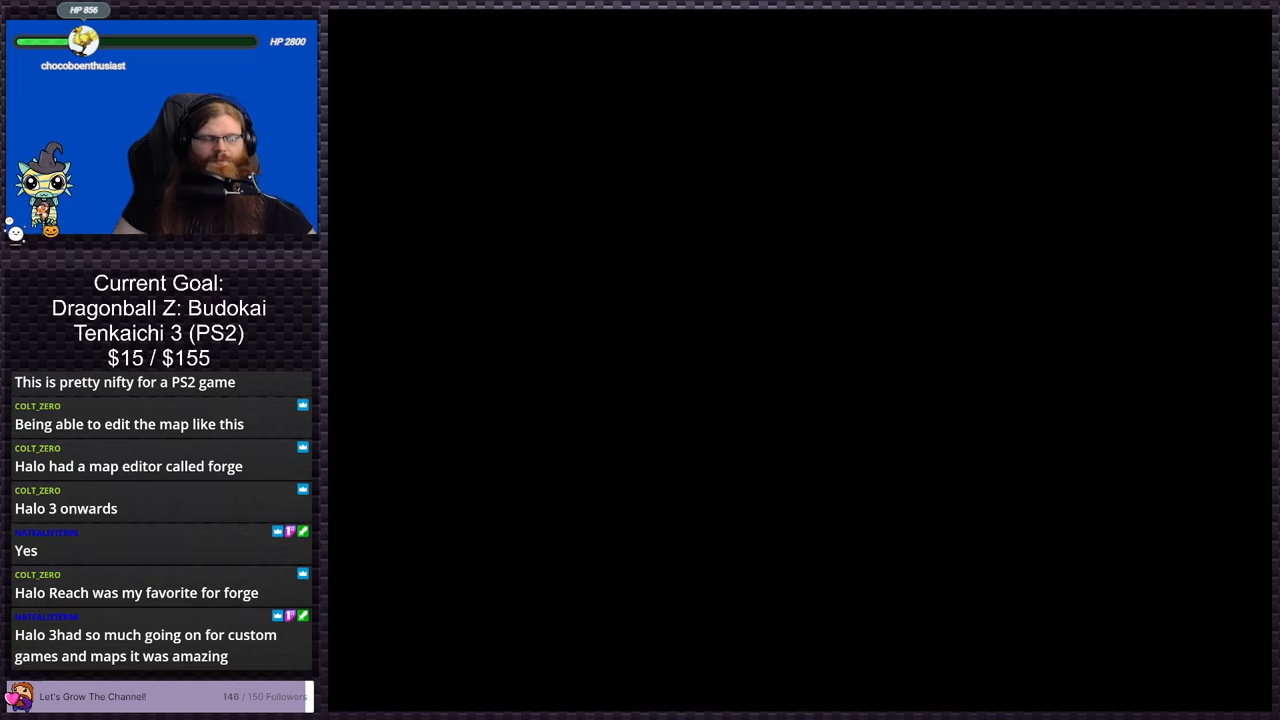 HP 856
HP 2800
chocoboenthusiast
Current Goal:
Dragonball Z: Budokai
Tenkaichi 3 (PS2)
$15 / $155
This is pretty nifty for a PS2 game
COLT_ZERO
Being able to edit the map like this
COLT_ZERO
Halo had a map editor called forge
COLT_ZERO
Halo 3 onwards
Yes
COLT_ZERO
Halo Reach was my favorite for forge
Halo 3had so much going on for custom
games and maps it was amazing
Let's Grow The Channel! 146 / 150 Followers